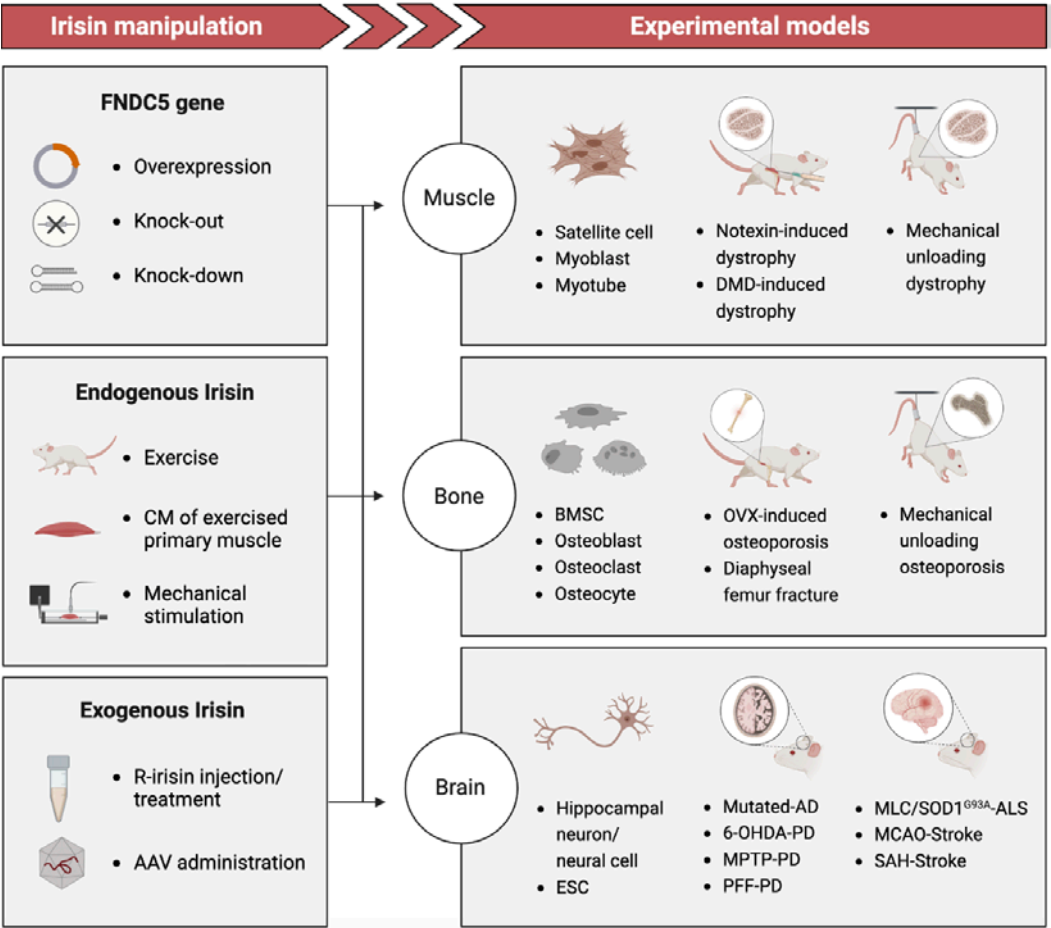 Irisin manipulation
Experimental models
FNDC5 gene
• Overexpression
• Knock-out
• Knock-down
Endogenous Irisin
• Exercise
• CM of exercised
primary muscle
• Mechanical
stimulation
Exogenous Irisin
• R-irisin injection/
treatment
• AAV administration
Muscle
• Satellite cell
• Myoblast
• Myotube
• Notexin-induced
dystrophy
• DMD-induced
dystrophy
• Mechanical
unloading
dystrophy
Bone
• BMSC
• Osteoblast
• Osteoclast
• Osteocyte
• OVX-induced
osteoporosis
• Diaphyseal
femur fracture
• Mechanical
unloading
osteoporosis
Brain
• Hippocampal
neuron/
neural cell
• ESC
• Mutated-AD
• 6-OHDA-PD
• MPTP-PD
• PFF-PD
• MLC/SOD1ᴳ⁹³ᴬ-ALS
• MCAO-Stroke
• SAH-Stroke